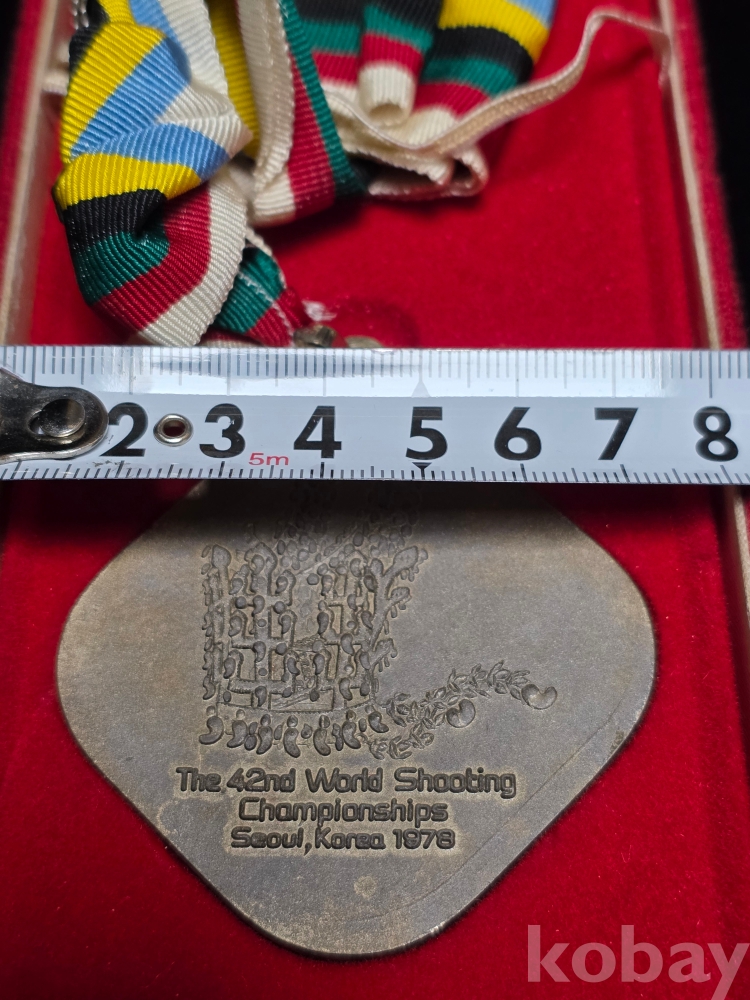 2 3 4 5 6 7 8
5m
The 42nd World Shooting
Championships
Seoul, Korea 1978
kobay